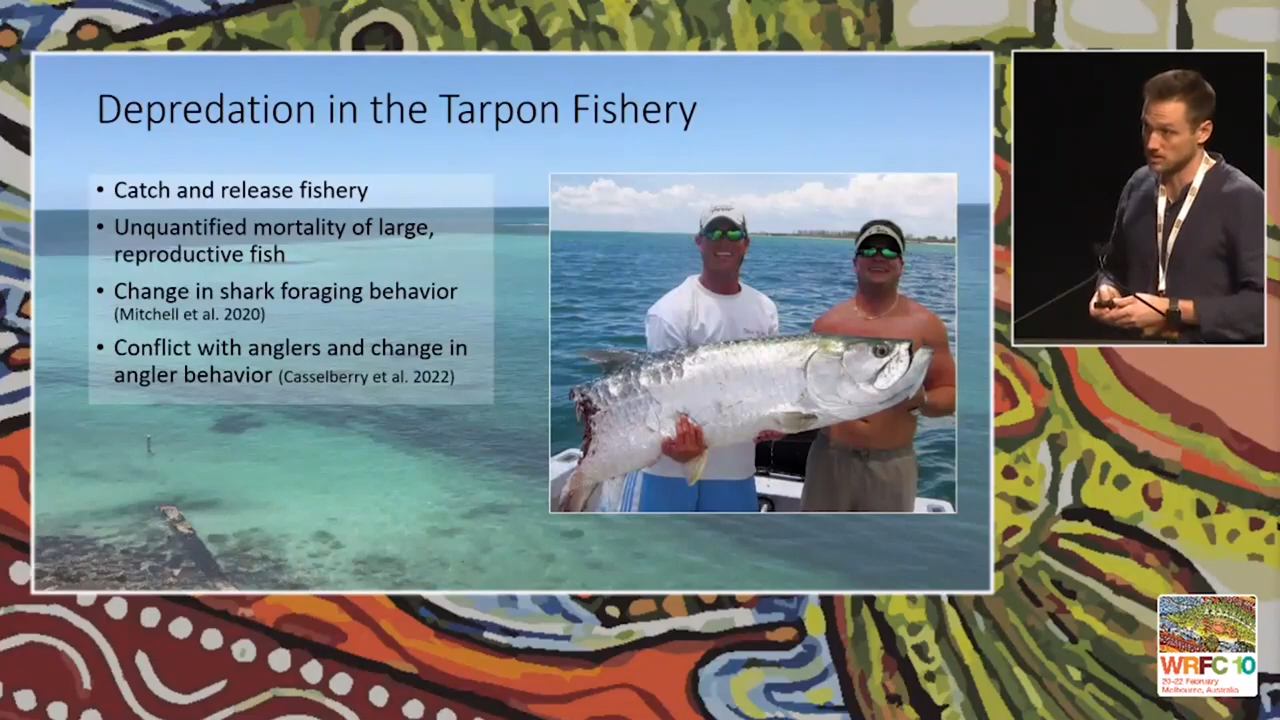 Depredation in the Tarpon Fishery
• Catch and release fishery
• Unquantified mortality of large,
reproductive fish
• Change in shark foraging behavior
(Mitchell et al. 2020)
• Conflict with anglers and change in
angler behavior (Casselberry et al. 2022)
WRFC 10
20-22 February
Melbourne, Australia